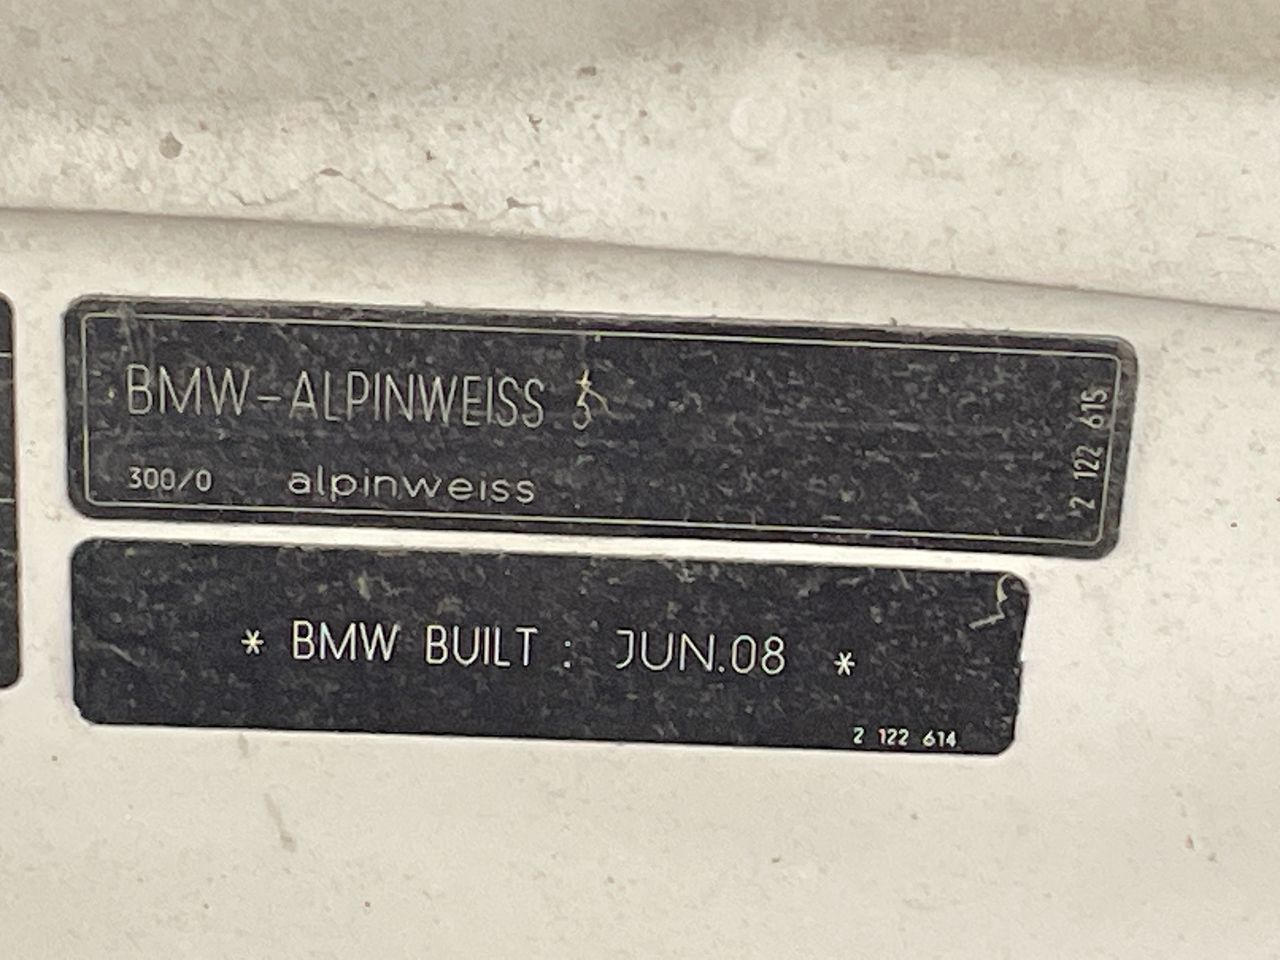 BMW-ALPINWEISS 3
300/0 alpinweiss
2 122 615
* BMW BUILT : JUN.08 *
2 122 614